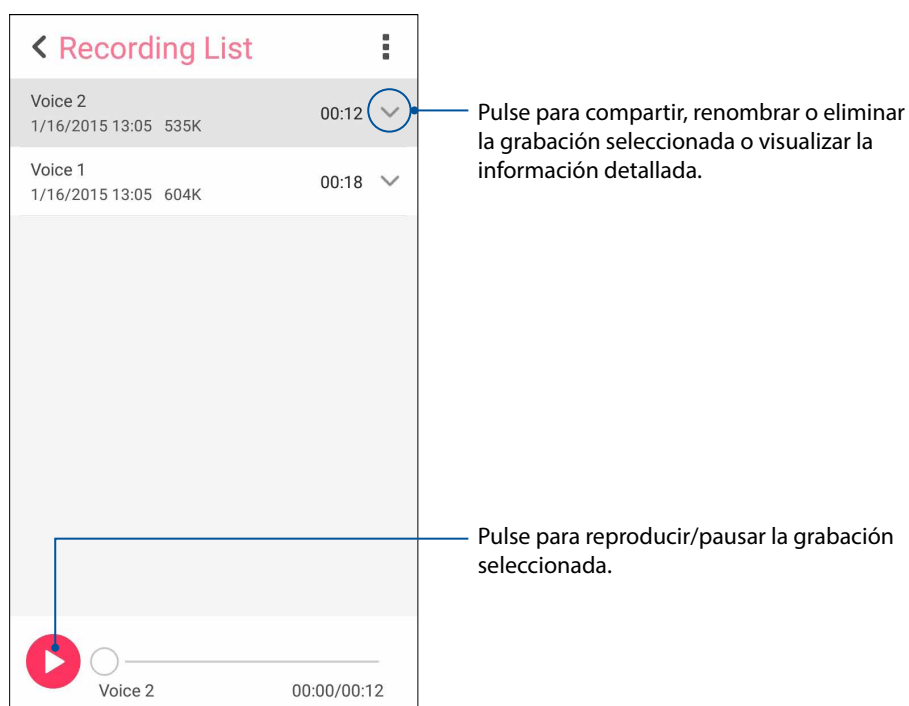 Recording List
Voice 2
00:12
1/16/2015 13:05 535K
Pulse para compartir, renombrar o eliminar
la grabación seleccionada o visualizar la
información detallada.
Voice 1
00:18
1/16/2015 13:05 604K
Pulse para reproducir/pausar la grabación
seleccionada.
Voice 2
00:00/00:12